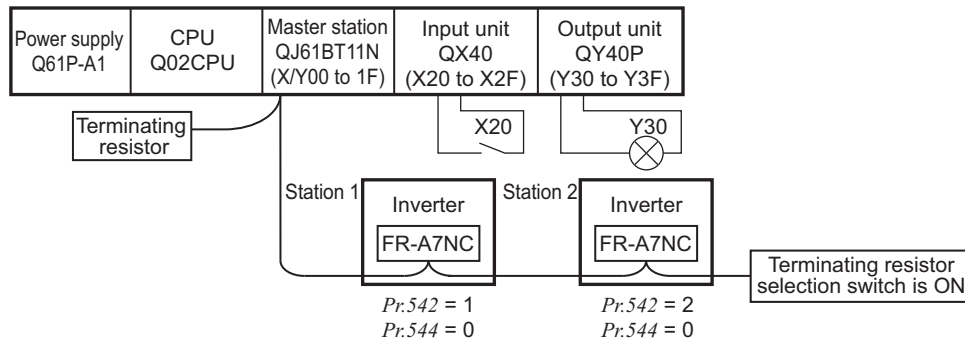 Power supply
Q61P-A1
CPU
Q02CPU
Master station
QJ61BT11N
(X/Y00 to 1F)
Input unit
QX40
(X20 to X2F)
Output unit
QY40P
(Y30 to Y3F)
Terminating
resistor
X20
Y30
Station 1
Inverter
FR-A7NC
Station 2
Inverter
FR-A7NC
Terminating resistor
selection switch is ON
Pr.542 = 1
Pr.544 = 0
Pr.542 = 2
Pr.544 = 0